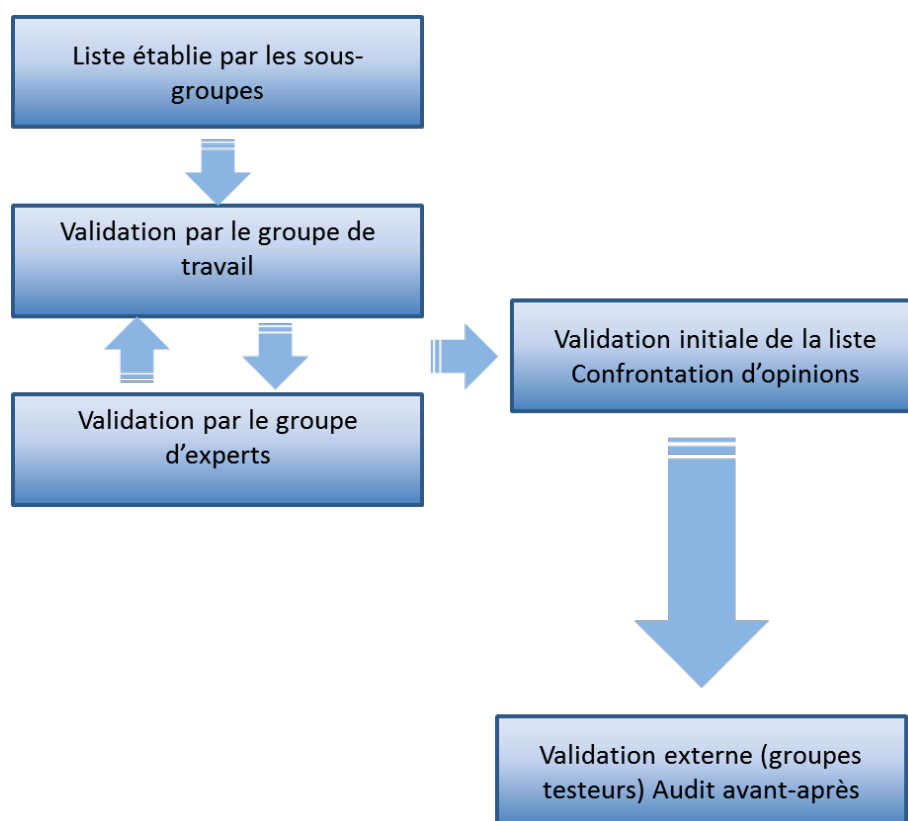 Liste établie par les sous-
groupes
Validation par le groupe de
travail
Validation par le groupe
d'experts
Validation initiale de la liste
Confrontation d'opinions
Validation externe (groupes
testeurs) Audit avant-après